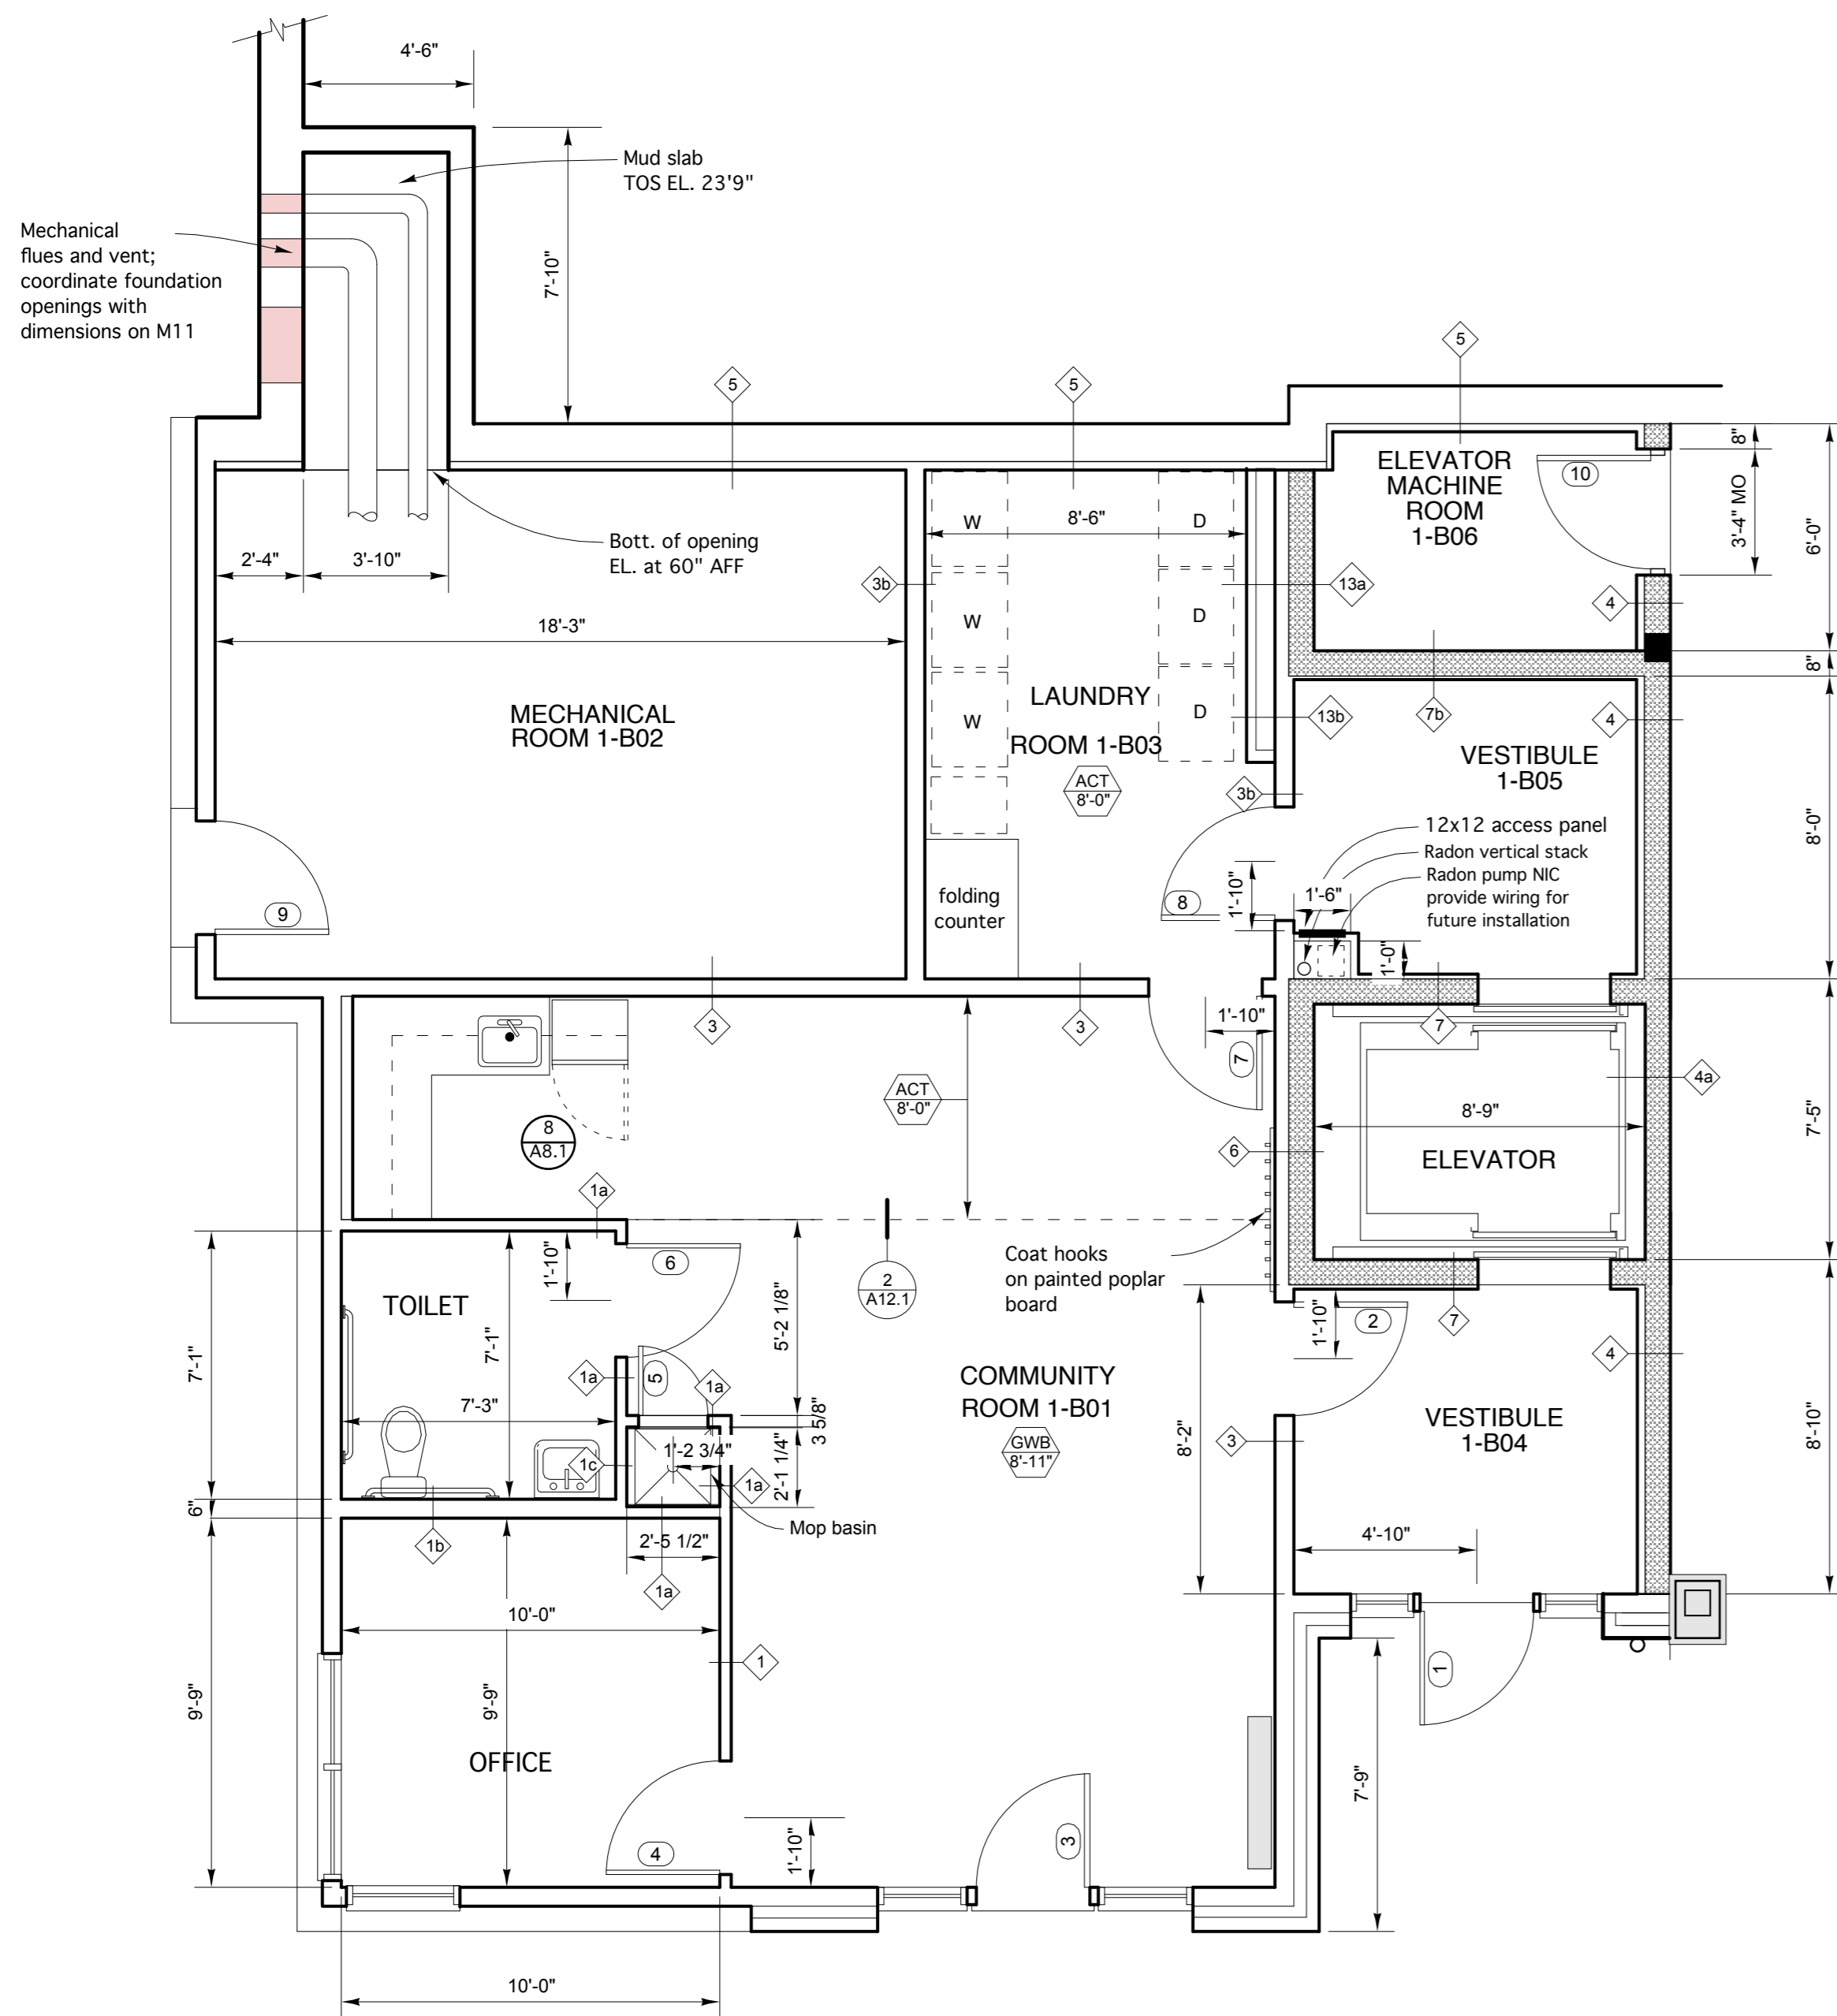 4'-6"
Mud slab
TOS EL. 23'9"
Mechanical
flues and vent;
coordinate foundation
openings with
dimensions on M11
7'-10"
5
5
5
8"
ELEVATOR
MACHINE
ROOM
1-B06
10
3'-4" MO
6'-0"
W
8'-6"
D
Bott. of opening
EL. at 60" AFF
2'-4"
3'-10"
3b
13a
4
W
D
18'-3"
8"
LAUNDRY
ROOM 1-B03
W
D
13b
7b
4
MECHANICAL
ROOM 1-B02
VESTIBULE
1-B05
ACT
8'-0"
3b
8'-0"
12x12 access panel
Radon vertical stack
Radon pump NIC
provide wiring for
future installation
1'-10"
1'-6"
folding
counter
8
9
1'-0"
3
3
1'-10"
7
7
ACT
8'-0"
4a
8'-9"
7'-5"
8
A8.1
6
ELEVATOR
1a
Coat hooks
on painted poplar
board
6
1'-10"
2
A12.1
TOILET
5'-2 1/8"
1'-10"
2
7
4
7'-1"
7'-1"
1a
5
1a
COMMUNITY
ROOM 1-B01
7'-3"
3 5/8"
VESTIBULE
1-B04
8'-10"
GWB
8'-11"
8'-2"
3
1c
1'-2 3/4"
1a
2'-1 1/4"
6"
Mop basin
1b
2'-5 1/2"
4'-10"
1a
10'-0"
1
1
9'-9"
9'-9"
OFFICE
7'-9"
4
1'-10"
3
10'-0"